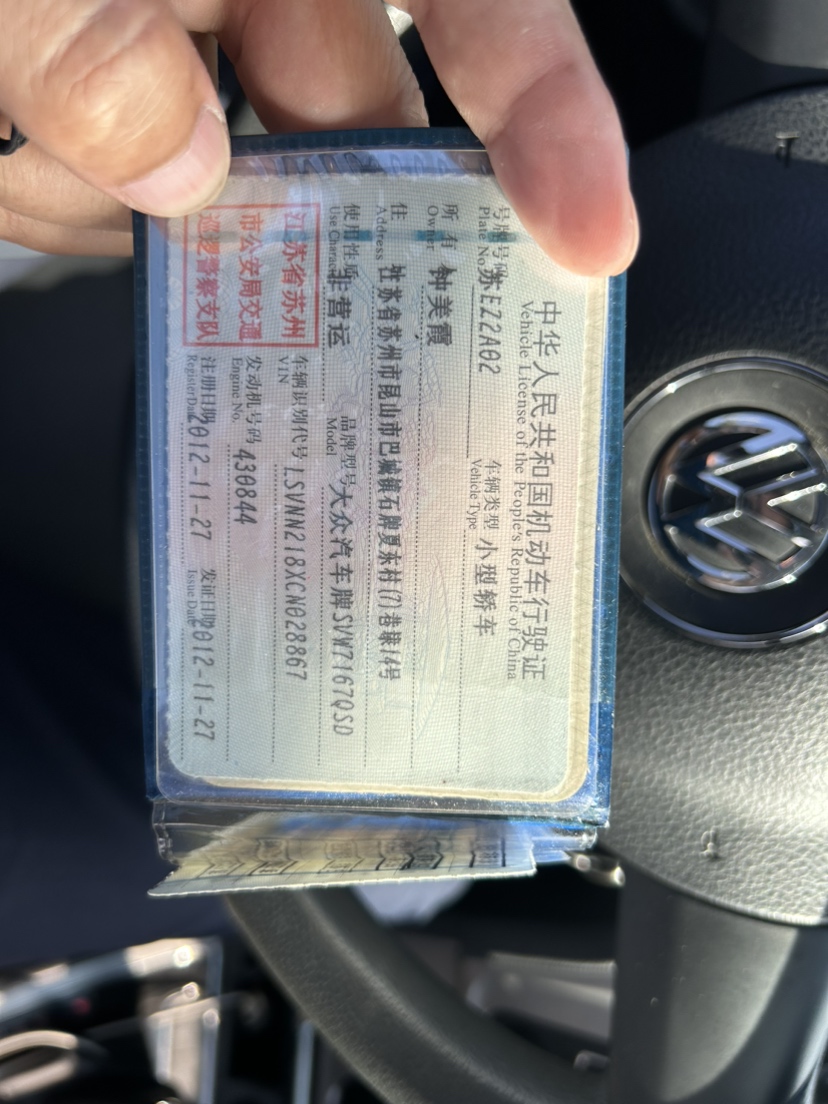 中华人民共和国机动车行驶证
Vehicle License of the People's Republic of China
号牌号码 苏EZ2A02 车辆类型 小型轿车
Plate No. Vehicle Type
所有 钟美霞
Owner
住 江苏省苏州市昆山市巴城镇石牌夏东村(7)巷
Address
使用性质 非营运 品牌型号 大众汽车牌SVW7167QSD
Use Character Model
江苏省苏州
市公安局交通
巡逻警察支队
车辆识别代号 LSVNN218XCN028867
VIN
发动机号码 430844
Engine No.
注册日期 2012-11-27 发证日期 2012-11-27
Register Date Issue Date